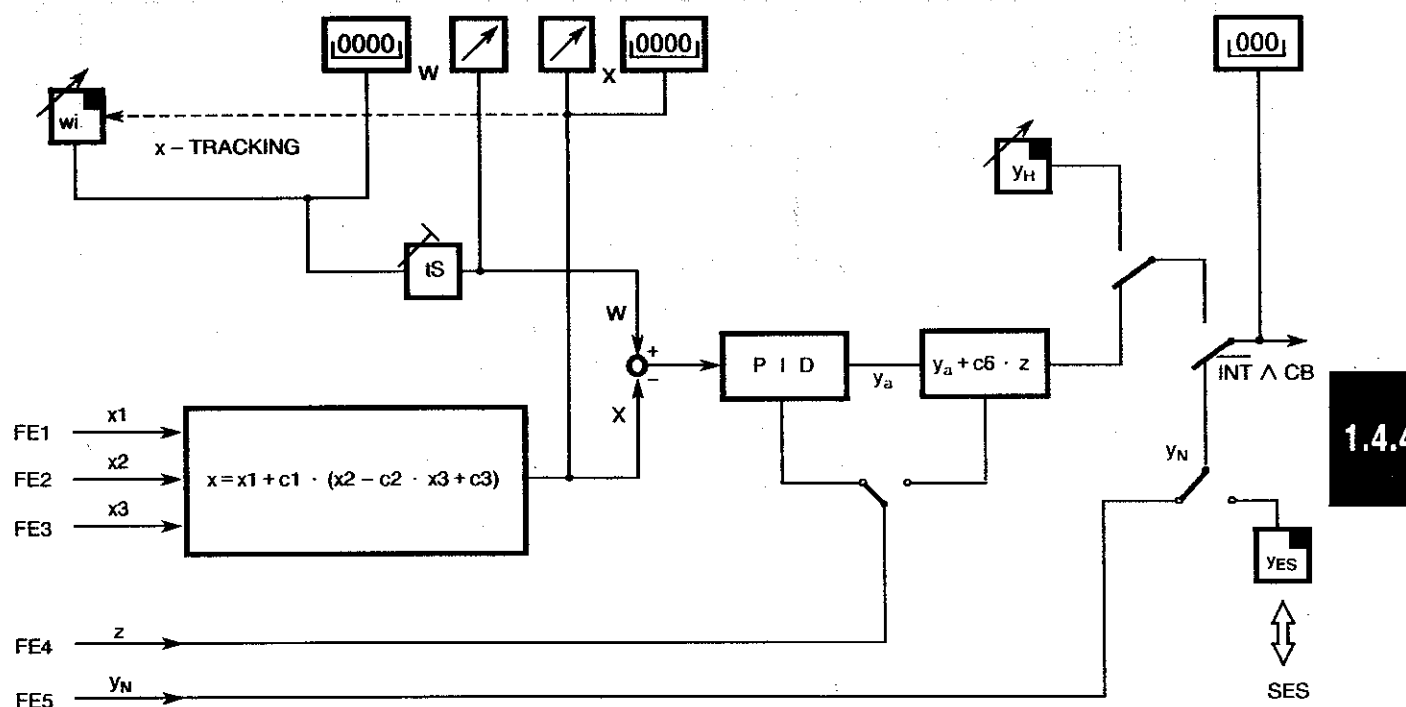 0000
W
X
0000
000
wi
x – TRACKING
yH
tS
W
+
−
P I D
ya
ya + c6 · z
INT ∧ CB
X
1.4.4
FE1
x1
FE2
x2
FE3
x3
x = x1 + c1 · (x2 – c2 · x3 + c3)
yN
yES
FE4
z
FE5
yN
SES